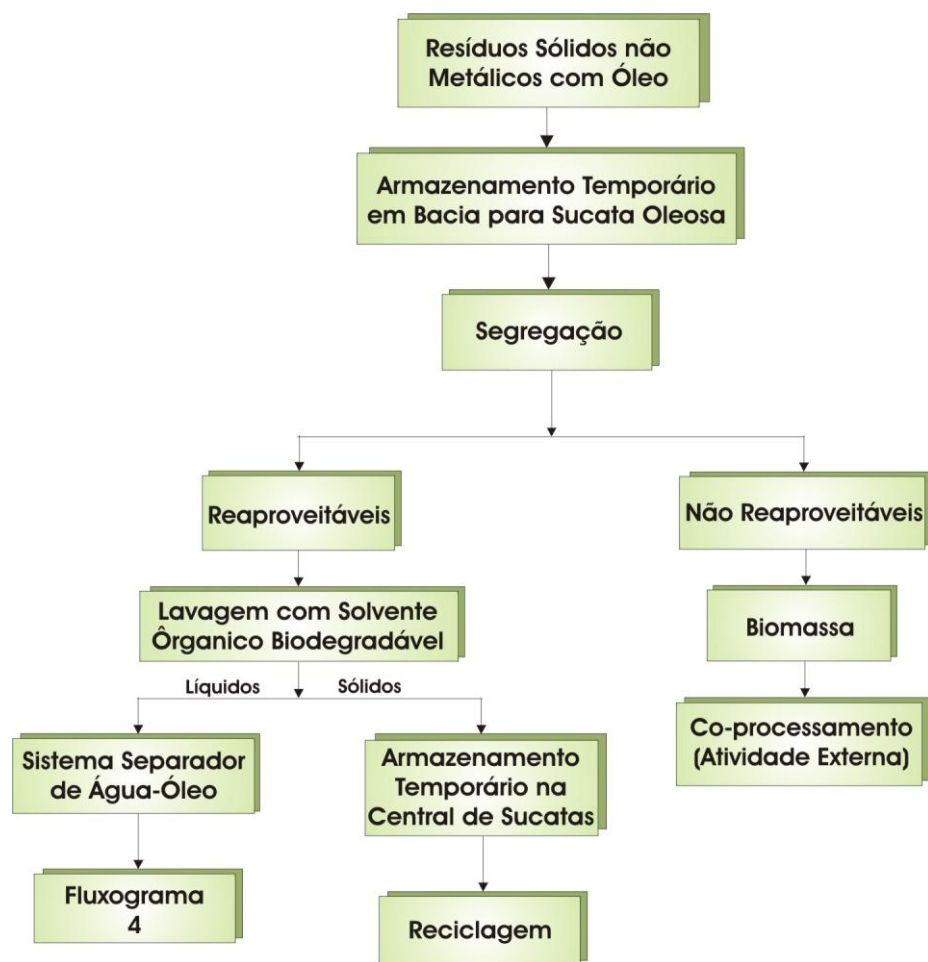 Resíduos Sólidos não
Metálicos com Óleo
Armazenamento Temporário
em Bacia para Sucata Oleosa
Segregação
Reaproveitáveis
Não Reaproveitáveis
Lavagem com Solvente
Ôrganico Biodegradável
Biomassa
Líquidos
Sólidos
Sistema Separador
de Água-Óleo
Armazenamento
Temporário na
Central de Sucatas
Co-processamento
(Atividade Externa)
Fluxograma
4
Reciclagem